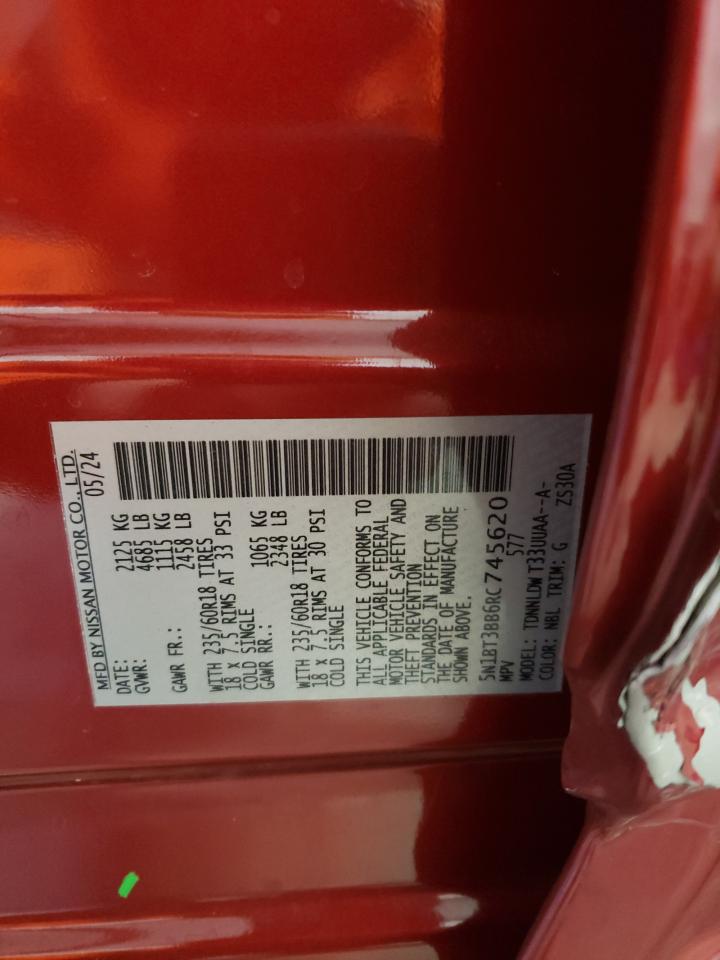 MFD BY NISSAN MOTOR CO., LTD.
DATE: 05/24
GVWR: 2125 KG
4685 LB
1115 KG
GAWR FR.: 2458 LB
WITH 235/60R18 TIRES
18 x 7.5 RIMS AT 33 PSI
COLD SINGLE
GAWR RR.: 1065 KG
2348 LB
WITH 235/60R18 TIRES
18 x 7.5 RIMS AT 30 PSI
COLD SINGLE
THIS VEHICLE CONFORMS TO
ALL APPLICABLE FEDERAL
MOTOR VEHICLE SAFETY AND
THEFT PREVENTION
STANDARDS IN EFFECT ON
THE DATE OF MANUFACTURE
SHOWN ABOVE.
5N1BT3BB6RC745620
MPV 577
MODEL: TDNNLDW T33UUAA--A-
COLOR: NBL TRIM: G ZS30A